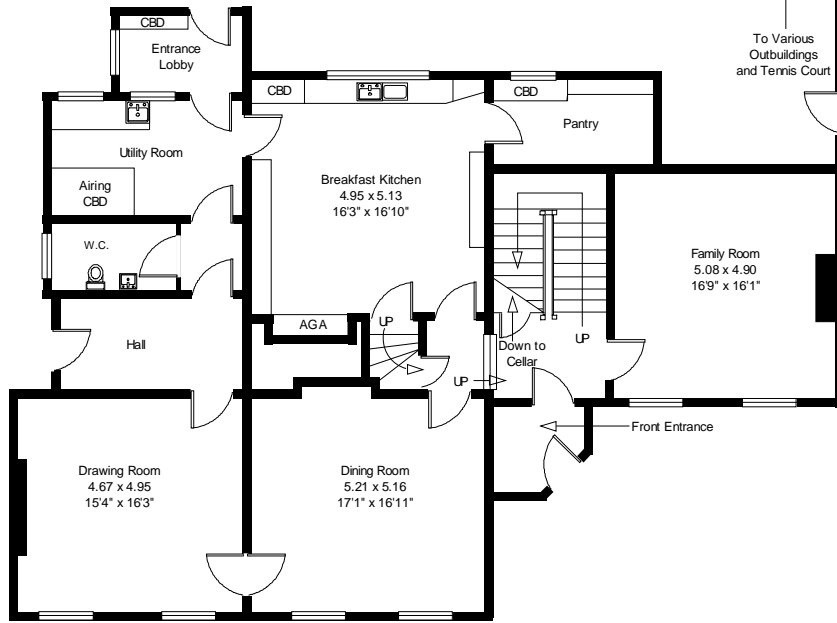 CBD
Entrance
Lobby
To Various
Outbuildings
and Tennis Court
CBD
CBD
Pantry
Utility Room
Airing
CBD
Breakfast Kitchen
4.95 x 5.13
16'3" x 16'10"
W.C.
Family Room
5.08 x 4.90
16'9" x 16'1"
Hall
AGA
UP
UP
Down to
Cellar
UP
Front Entrance
Drawing Room
4.67 x 4.95
15'4" x 16'3"
Dining Room
5.21 x 5.16
17'1" x 16'11"